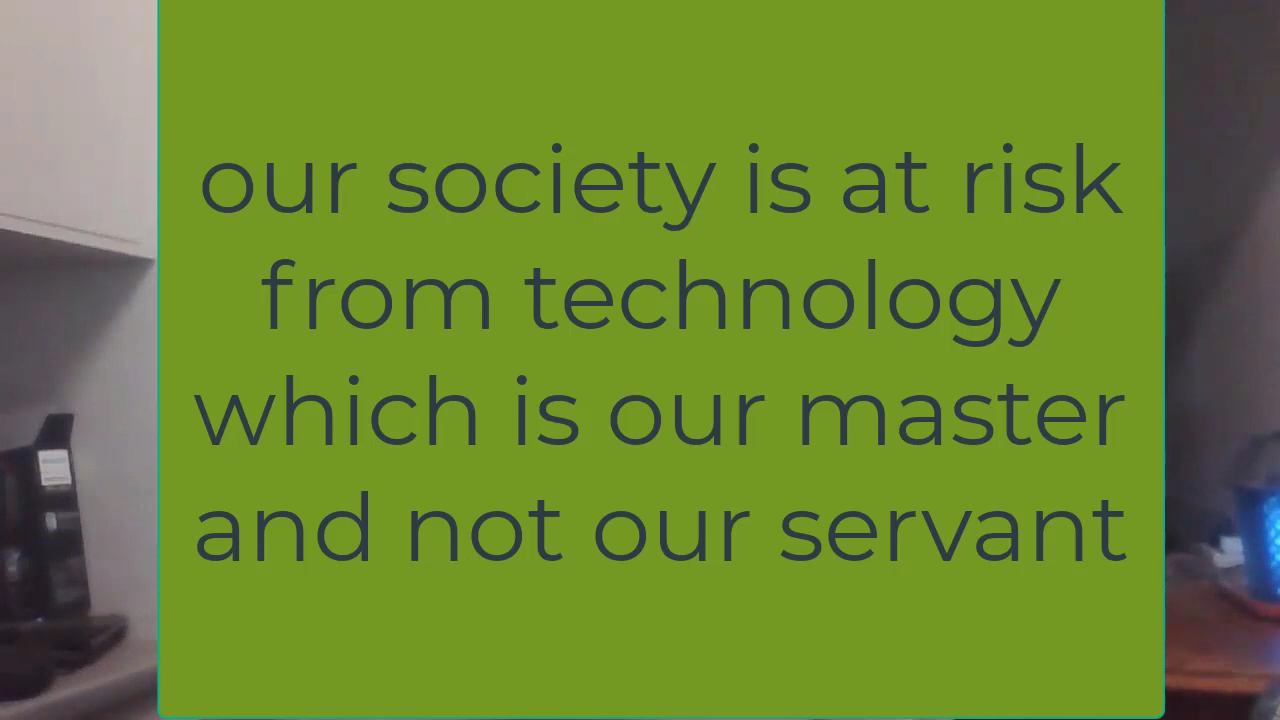 our society is at risk
from technology
which is our master
and not our servant